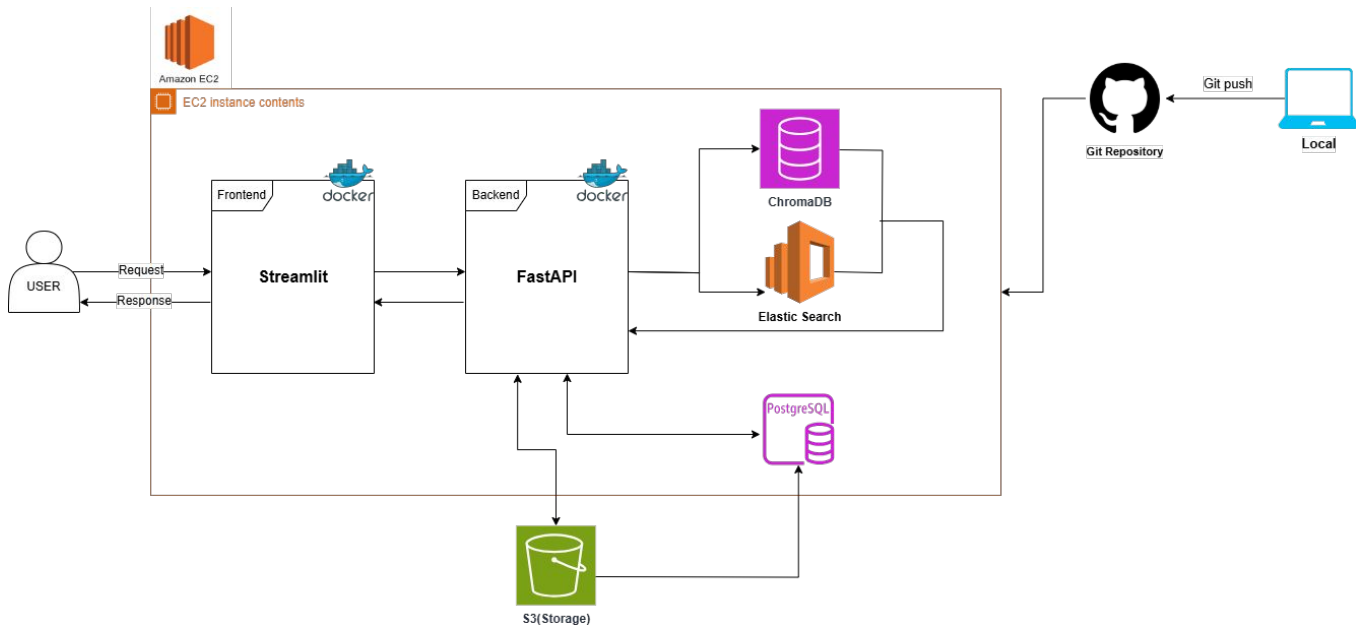 Amazon EC2
EC2 instance contents
Git push
Git Repository
Local
Frontend
docker
Backend
docker
ChromaDB
Streamlit
FastAPI
Elastic Search
USER
Request
Response
PostgreSQL
S3(Storage)